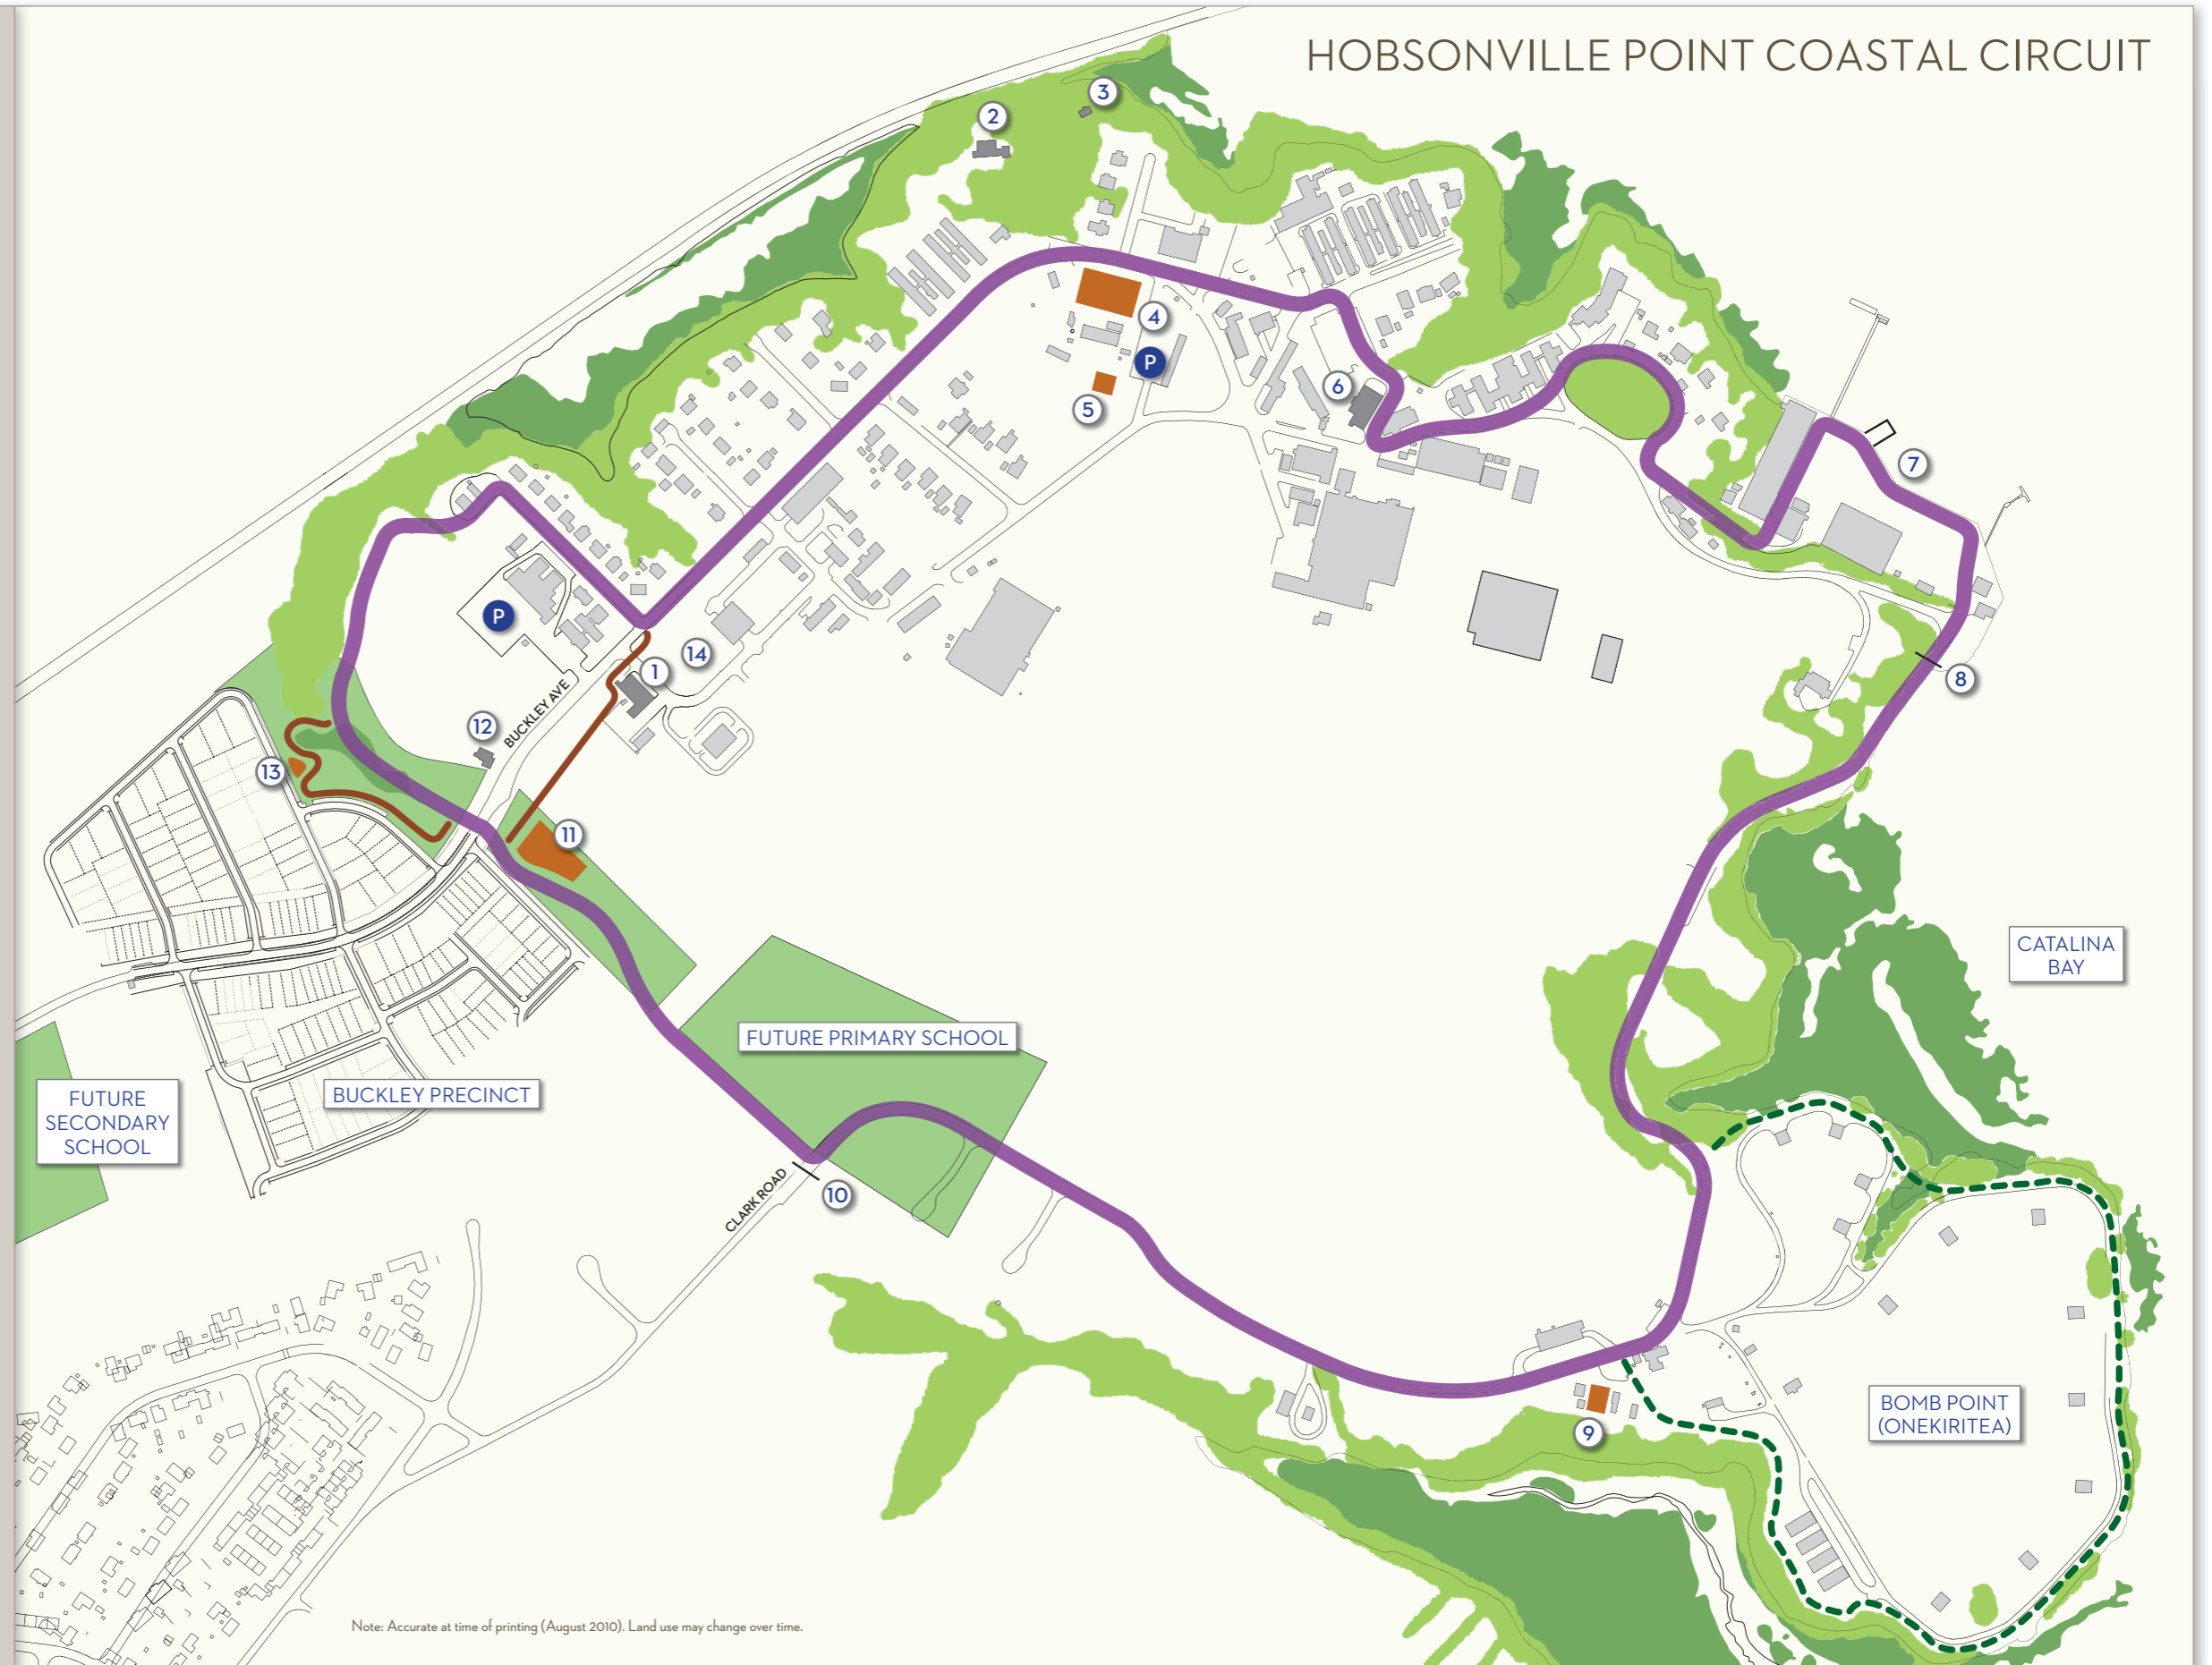 HOBSONVILLE POINT COASTAL CIRCUIT
3
2
4
P
5
6
7
P
14
1
8
12
BUCKLEY AVE
13
11
CATALINA
BAY
FUTURE PRIMARY SCHOOL
FUTURE
SECONDARY
SCHOOL
BUCKLEY PRECINCT
10
CLARK ROAD
BOMB POINT
(ONEKIRITEA)
9
Note: Accurate at time of printing (August 2010). Land use may change over time.